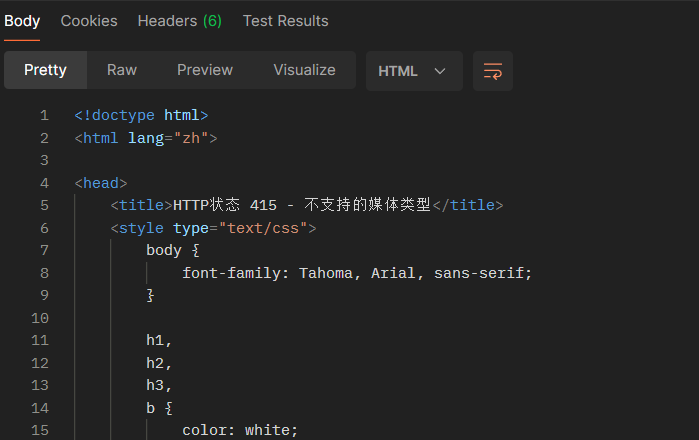 Body Cookies Headers (6) Test Results
Pretty Raw Preview Visualize HTML
1 <!doctype html>
2 <html lang="zh">
3
4 <head>
5 <title>HTTP状态 415 - 不支持的媒体类型</title>
6 <style type="text/css">
7 body {
8 font-family: Tahoma, Arial, sans-serif;
9 }
10
11 h1,
12 h2,
13 h3,
14 b {
15 color: white;